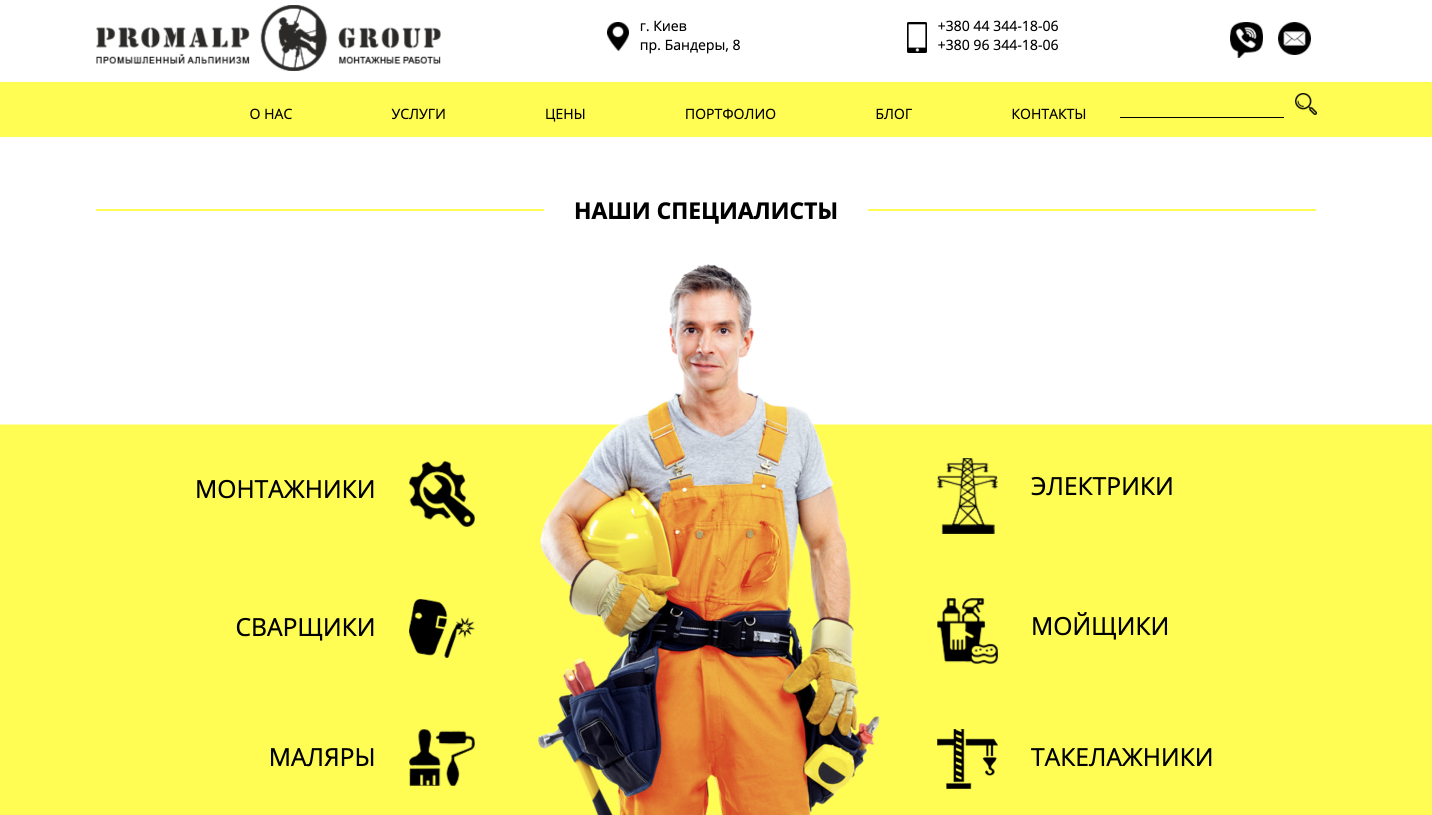 PROMALP GROUP
ПРОМЫШЛЕННЫЙ АЛЬПИНИЗМ МОНТАЖНЫЕ РАБОТЫ
г. Киев
пр. Бандеры, 8
+380 44 344-18-06
+380 96 344-18-06
О НАС УСЛУГИ ЦЕНЫ ПОРТФОЛИО БЛОГ КОНТАКТЫ
НАШИ СПЕЦИАЛИСТЫ
МОНТАЖНИКИ
ЭЛЕКТРИКИ
СВАРЩИКИ
МОЙЩИКИ
МАЛЯРЫ
ТАКЕЛАЖНИКИ